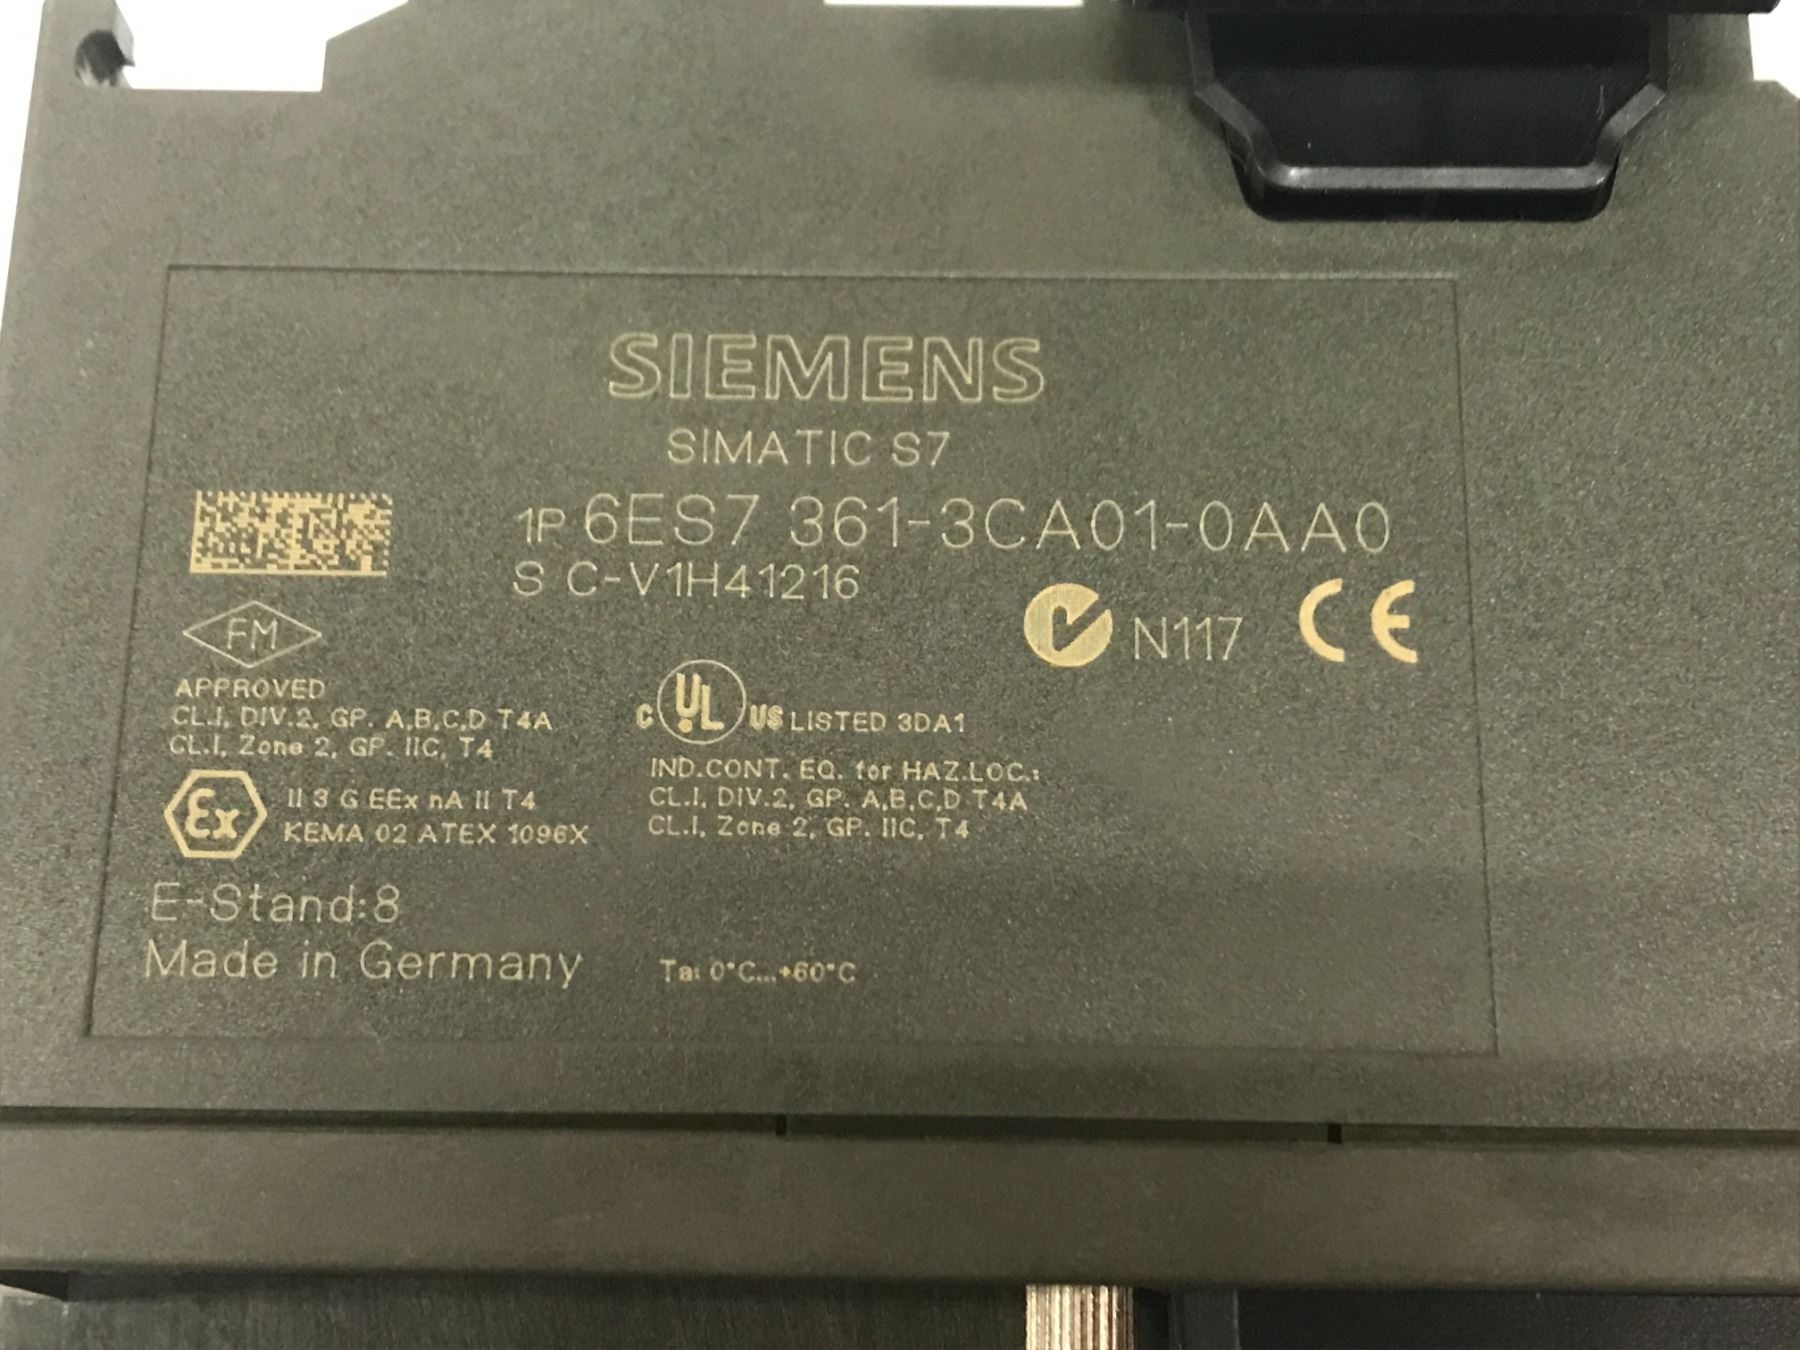 SIEMENS
SIMATIC S7
1P 6ES7 361-3CA01-0AA0
S C-V1H41216
N117 CE
FM
APPROVED
CL.I, DIV.2, GP. A,B,C,D T4A
CL.I, Zone 2, GP. IIC, T4
C UL US LISTED 3DA1
IND.CONT. EQ. for HAZ.LOC.:
CL.I, DIV.2, GP. A,B,C,D T4A
CL.I, Zone 2, GP. IIC, T4
Ex II 3 G EEx nA II T4
KEMA 02 ATEX 1096X
E-Stand:8
Made in Germany
Ta: 0°C...+60°C